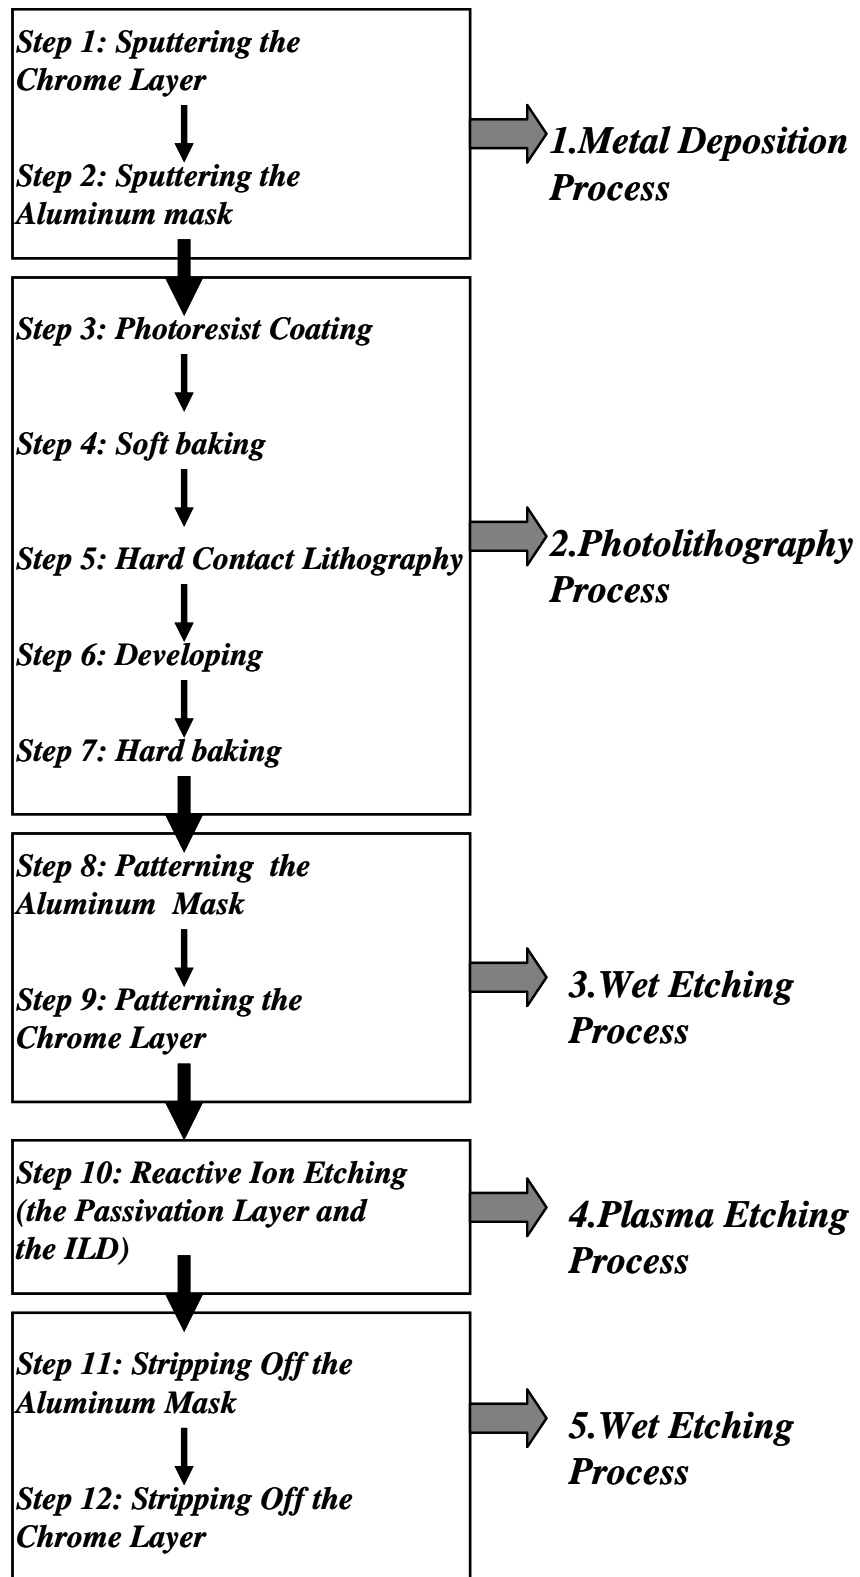 Step 1: Sputtering the
Chrome Layer
Step 2: Sputtering the
Aluminum mask
1.Metal Deposition
Process
Step 3: Photoresist Coating
Step 4: Soft baking
Step 5: Hard Contact Lithography
Step 6: Developing
Step 7: Hard baking
2.Photolithography
Process
Step 8: Patterning the
Aluminum Mask
Step 9: Patterning the
Chrome Layer
3.Wet Etching
Process
Step 10: Reactive Ion Etching
(the Passivation Layer and
the ILD)
4.Plasma Etching
Process
Step 11: Stripping Off the
Aluminum Mask
Step 12: Stripping Off the
Chrome Layer
5.Wet Etching
Process